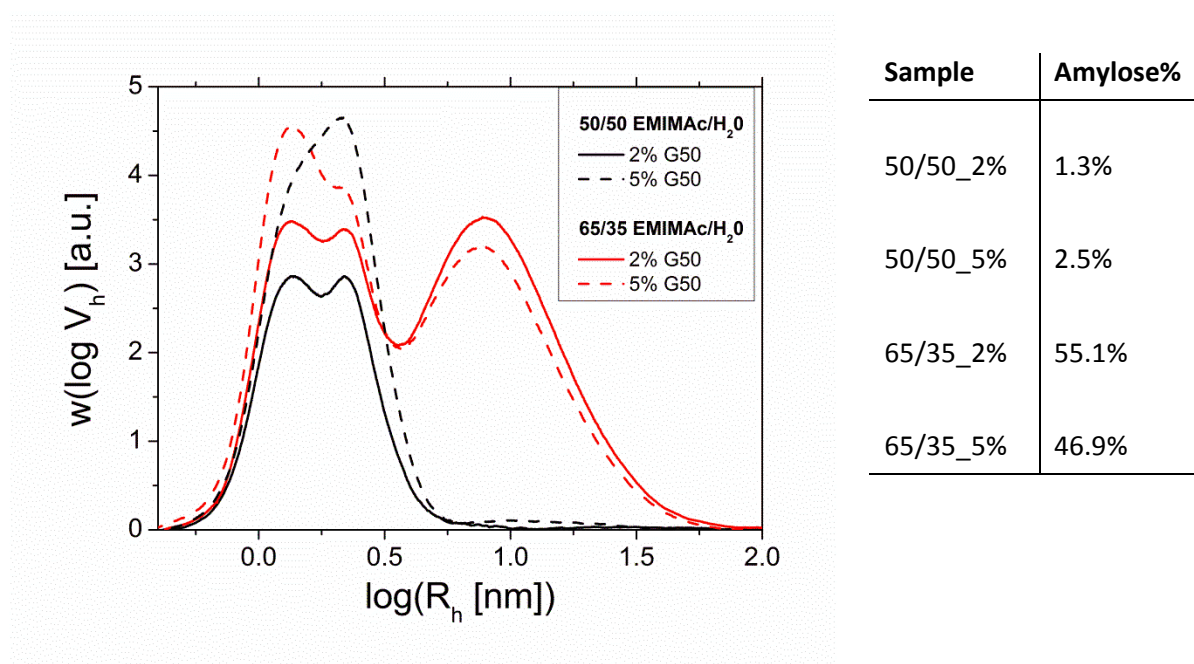 5
4
3
2
1
0
w(log V_h) [a.u.]
50/50 EMIMAc/H_20
2% G50
5% G50
65/35 EMIMAc/H_20
2% G50
5% G50
0.0 0.5 1.0 1.5 2.0
log(R_h [nm])
Sample Amylose%
50/50_2% 1.3%
50/50_5% 2.5%
65/35_2% 55.1%
65/35_5% 46.9%